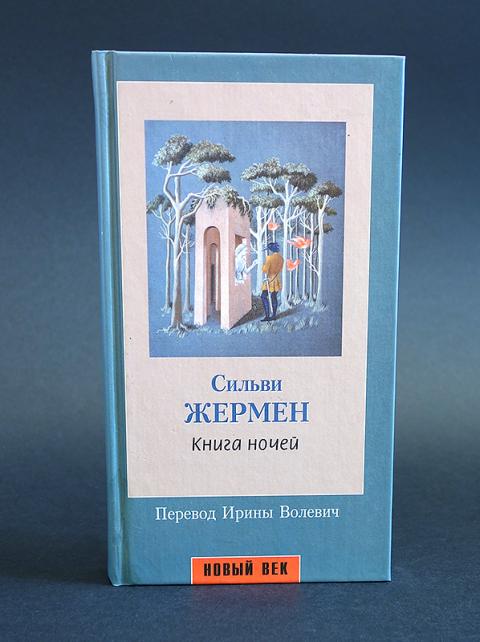 Сильви
ЖЕРМЕН
Книга ночей
Перевод Ирины Волевич
НОВЫЙ ВЕК